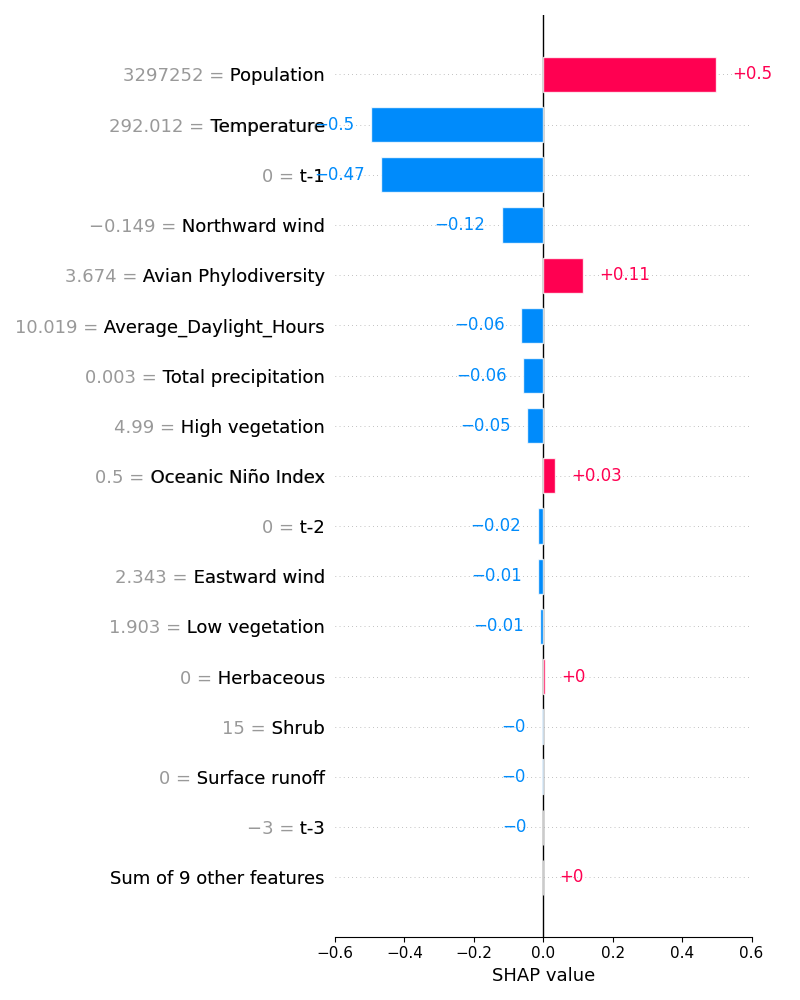 3297252 = Population +0.5
292.012 = Temperature −0.5
0 = t-1 −0.47
−0.149 = Northward wind −0.12
3.674 = Avian Phylodiversity +0.11
10.019 = Average_Daylight_Hours −0.06
0.003 = Total precipitation −0.06
4.99 = High vegetation −0.05
0.5 = Oceanic Niño Index +0.03
0 = t-2 −0.02
2.343 = Eastward wind −0.01
1.903 = Low vegetation −0.01
0 = Herbaceous +0
15 = Shrub −0
0 = Surface runoff −0
−3 = t-3 −0
Sum of 9 other features +0
−0.6 −0.4 −0.2 0.0 0.2 0.4 0.6
SHAP value